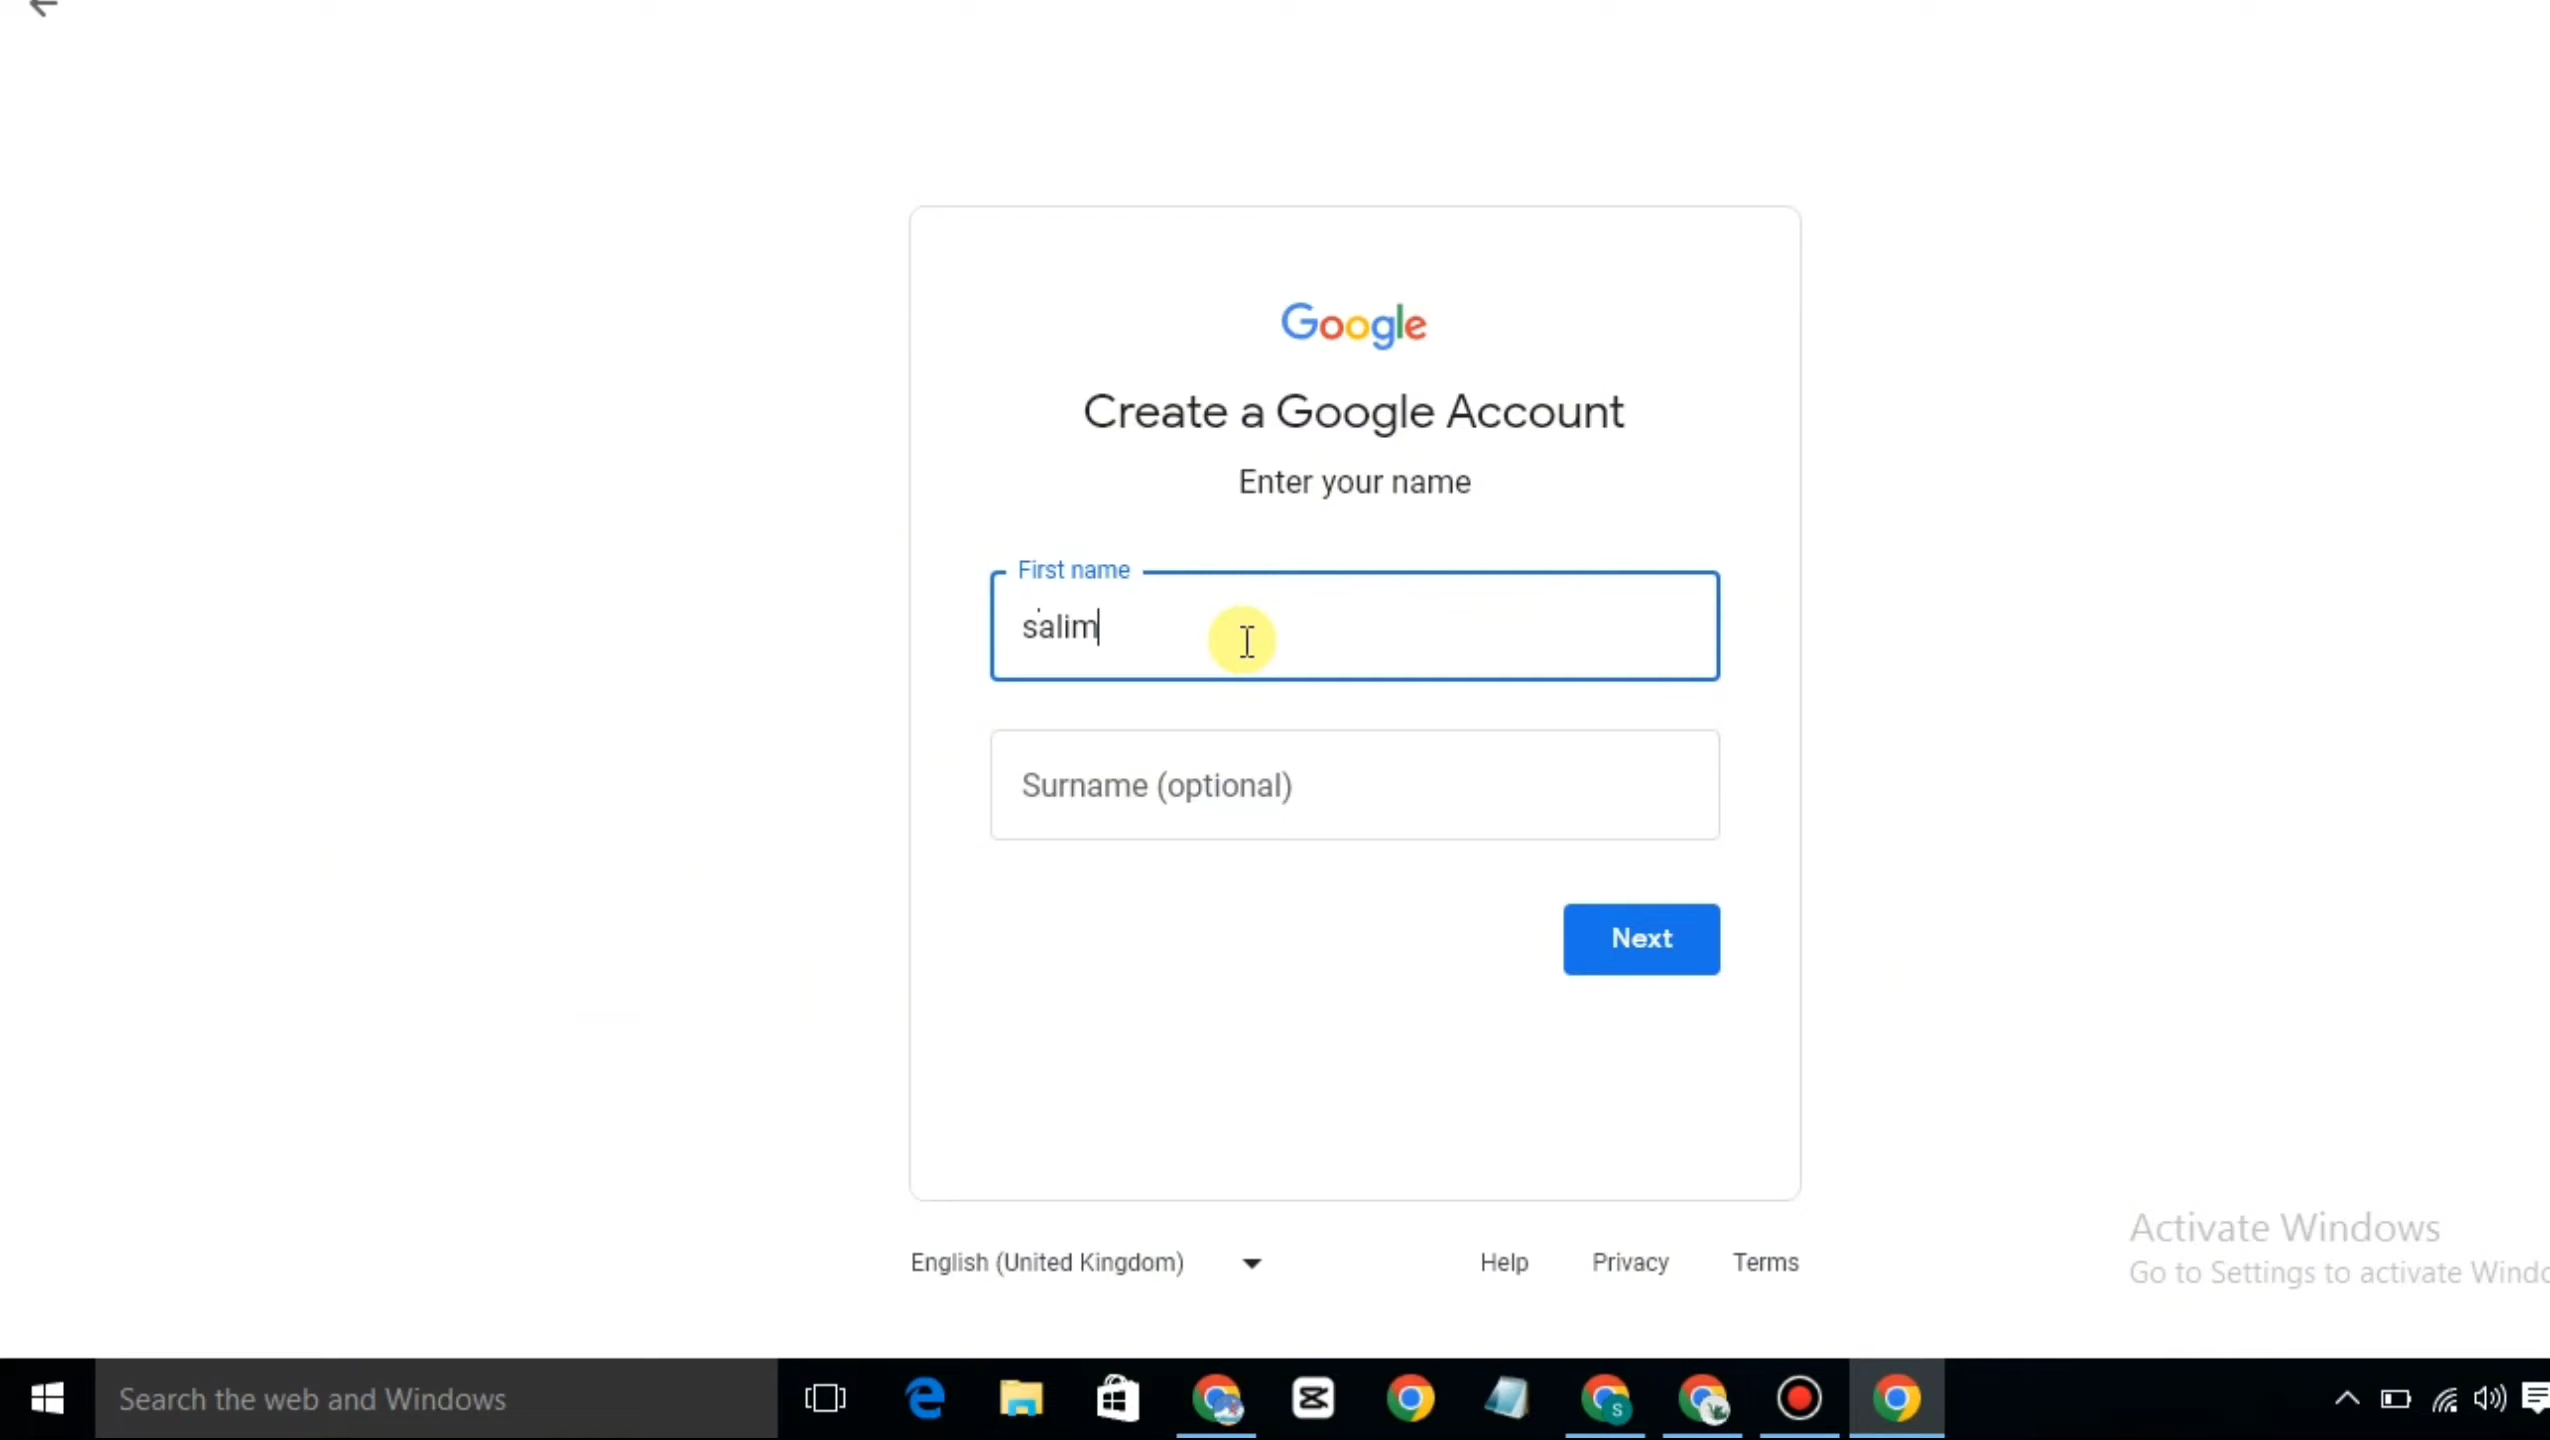 Google
Create a Google Account
Enter your name
First name
salim
Surname (optional)
Next
English (United Kingdom)
Help Privacy Terms
Activate Windows
Go to Settings to activate Windo
Search the web and Windows
S